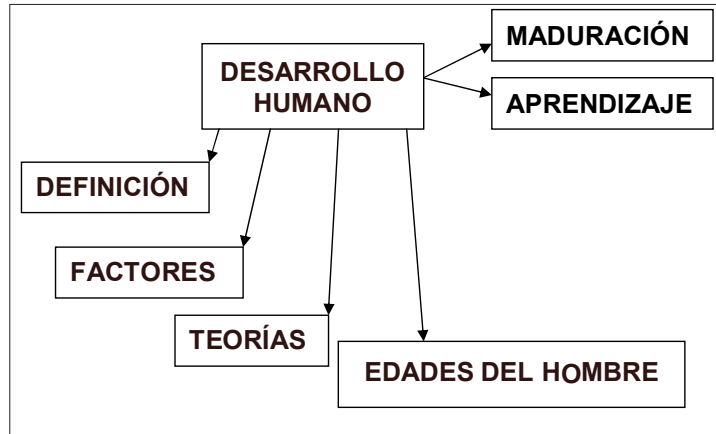 MADURACIÓN
DESARROLLO
HUMANO
APRENDIZAJE
DEFINICIÓN
FACTORES
TEORÍAS
EDADES DEL HOMBRE